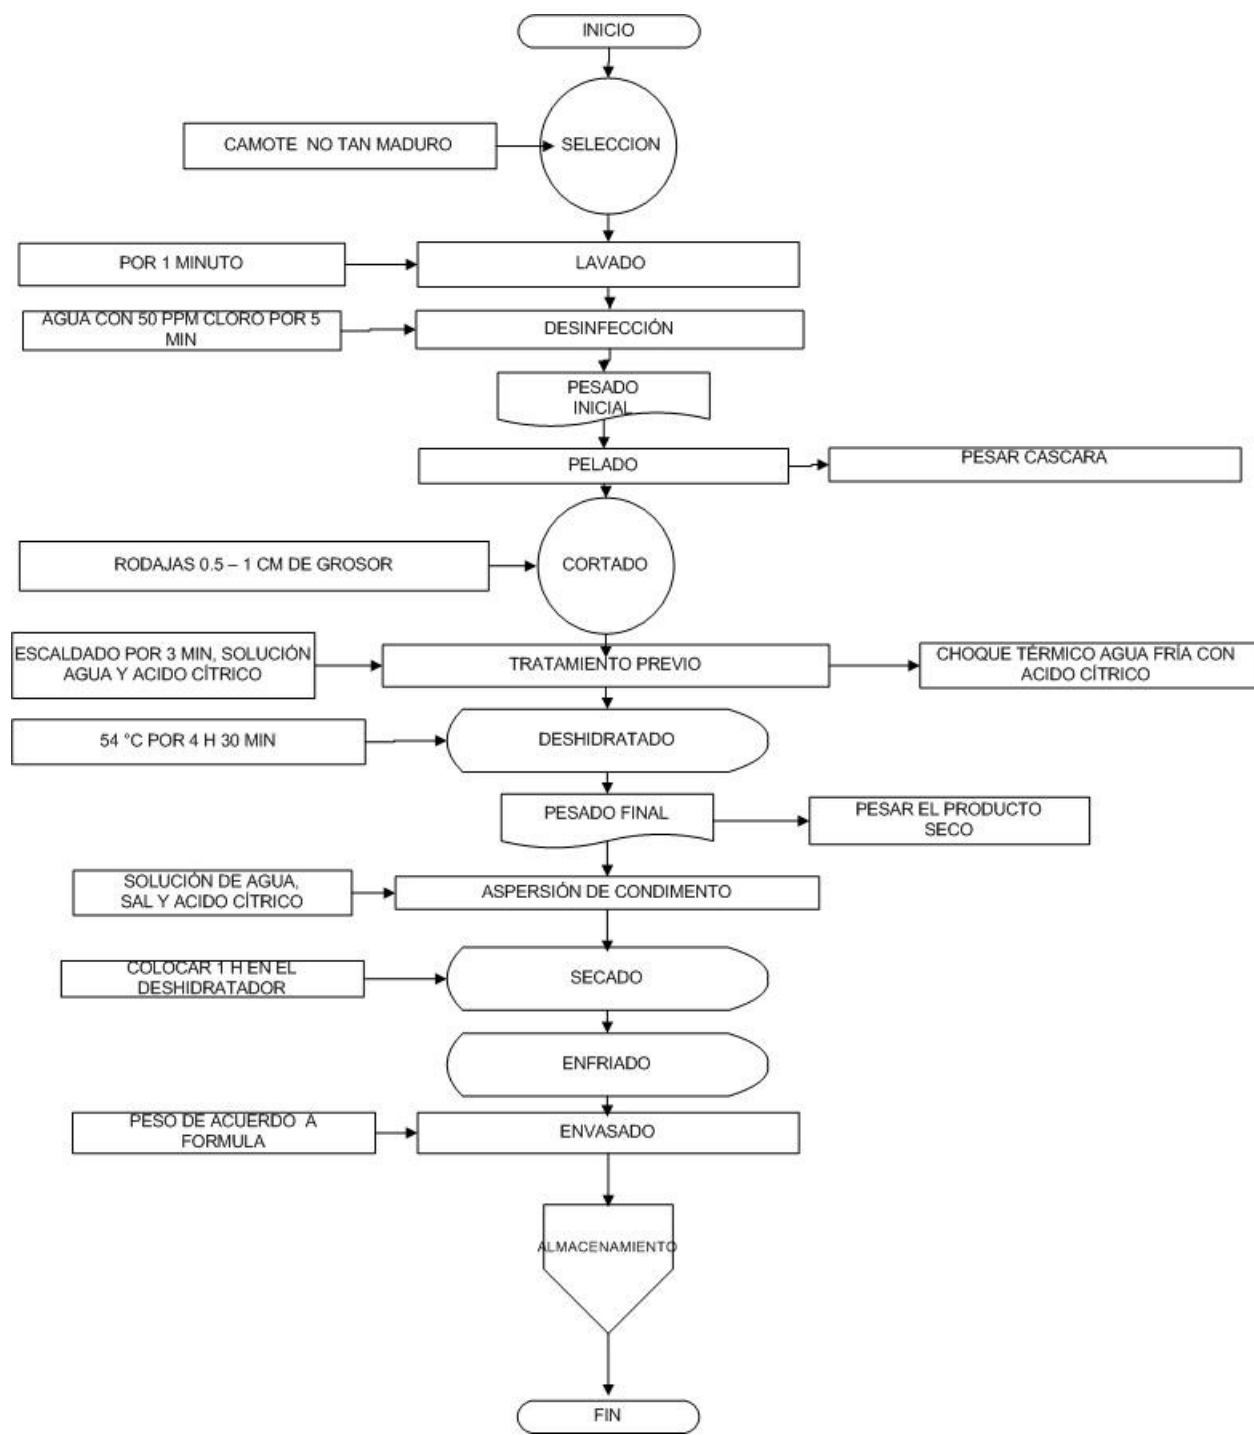 INICIO
CAMOTE NO TAN MADURO
SELECCION
POR 1 MINUTO
LAVADO
AGUA CON 50 PPM CLORO POR 5
MIN
DESINFECCIÓN
PESADO
INICIAL
PELADO
PESAR CASCARA
RODAJAS 0.5 – 1 CM DE GROSOR
CORTADO
ESCALDADO POR 3 MIN, SOLUCIÓN
AGUA Y ACIDO CÍTRICO
TRATAMIENTO PREVIO
CHOQUE TÉRMICO AGUA FRÍA CON
ACIDO CÍTRICO
54 °C POR 4 H 30 MIN
DESHIDRATADO
PESADO FINAL
PESAR EL PRODUCTO
SECO
SOLUCIÓN DE AGUA,
SAL Y ACIDO CÍTRICO
ASPERSIÓN DE CONDIMENTO
COLOCAR 1 H EN EL
DESHIDRATADOR
SECADO
ENFRIADO
PESO DE ACUERDO A
FORMULA
ENVASADO
ALMACENAMIENTO
FIN